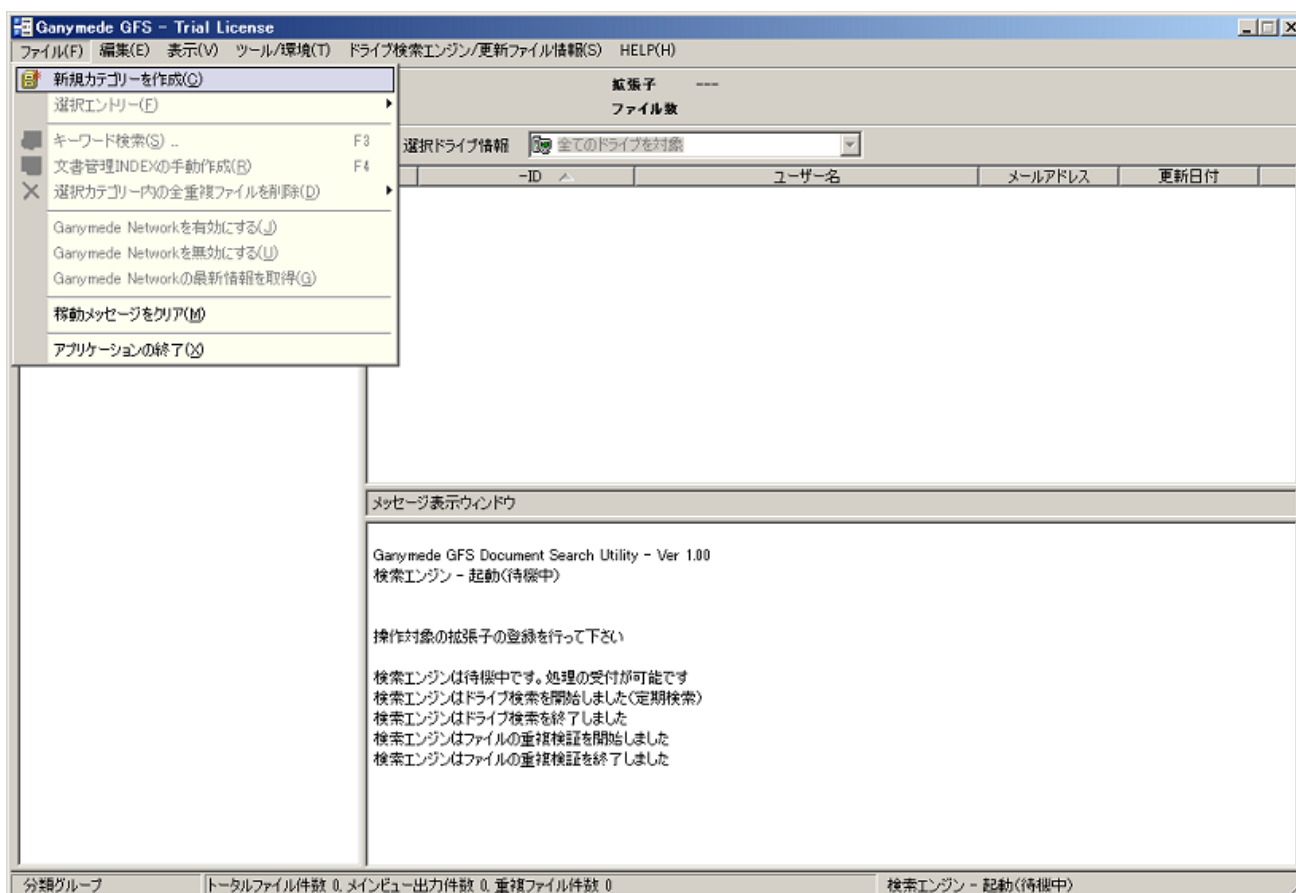 Ganymede GFS - Trial License
ファイル(F) 編集(E) 表示(V) ツール/環境(T) ドライブ検索エンジン/更新ファイル情報(S) HELP(H)
新規カテゴリーを作成(C)
選択エントリー(F)
キーワード検索(S) .. F3
文書管理INDEXの手動作成(R) F4
選択カテゴリー内の全重複ファイルを削除(D)
Ganymede Networkを有効にする(J)
Ganymede Networkを無効にする(U)
Ganymede Networkの最新情報を取得(G)
稼動メッセージをクリア(M)
アプリケーションの終了(X)
拡張子 ---
ファイル数
選択ドライブ情報 全てのドライブを対象
-ID ユーザー名 メールアドレス 更新日付
メッセージ表示ウィンドウ
Ganymede GFS Document Search Utility - Ver 1.00
検索エンジン - 起動(待機中)
操作対象の拡張子の登録を行って下さい
検索エンジンは待機中です。処理の受付が可能です
検索エンジンはドライブ検索を開始しました(定期検索)
検索エンジンはドライブ検索を終了しました
検索エンジンはファイルの重複検証を開始しました
検索エンジンはファイルの重複検証を終了しました
分類グループ トータルファイル件数 0, メインビュー出力件数 0, 重複ファイル件数 0 検索エンジン - 起動(待機中)